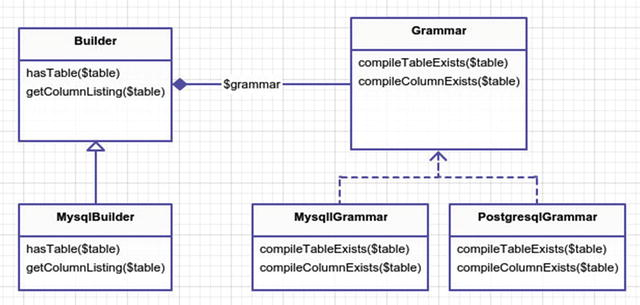 Builder
hasTable($table)
getColumnListing($table)
$grammar
Grammar
compileTableExists($table)
compileColumnExists($table)
MysqlBuilder
hasTable($table)
getColumnListing($table)
MysqllGrammar
compileTableExists($table)
compileColumnExists($table)
PostgresqlGrammar
compileTableExists($table)
compileColumnExists($table)